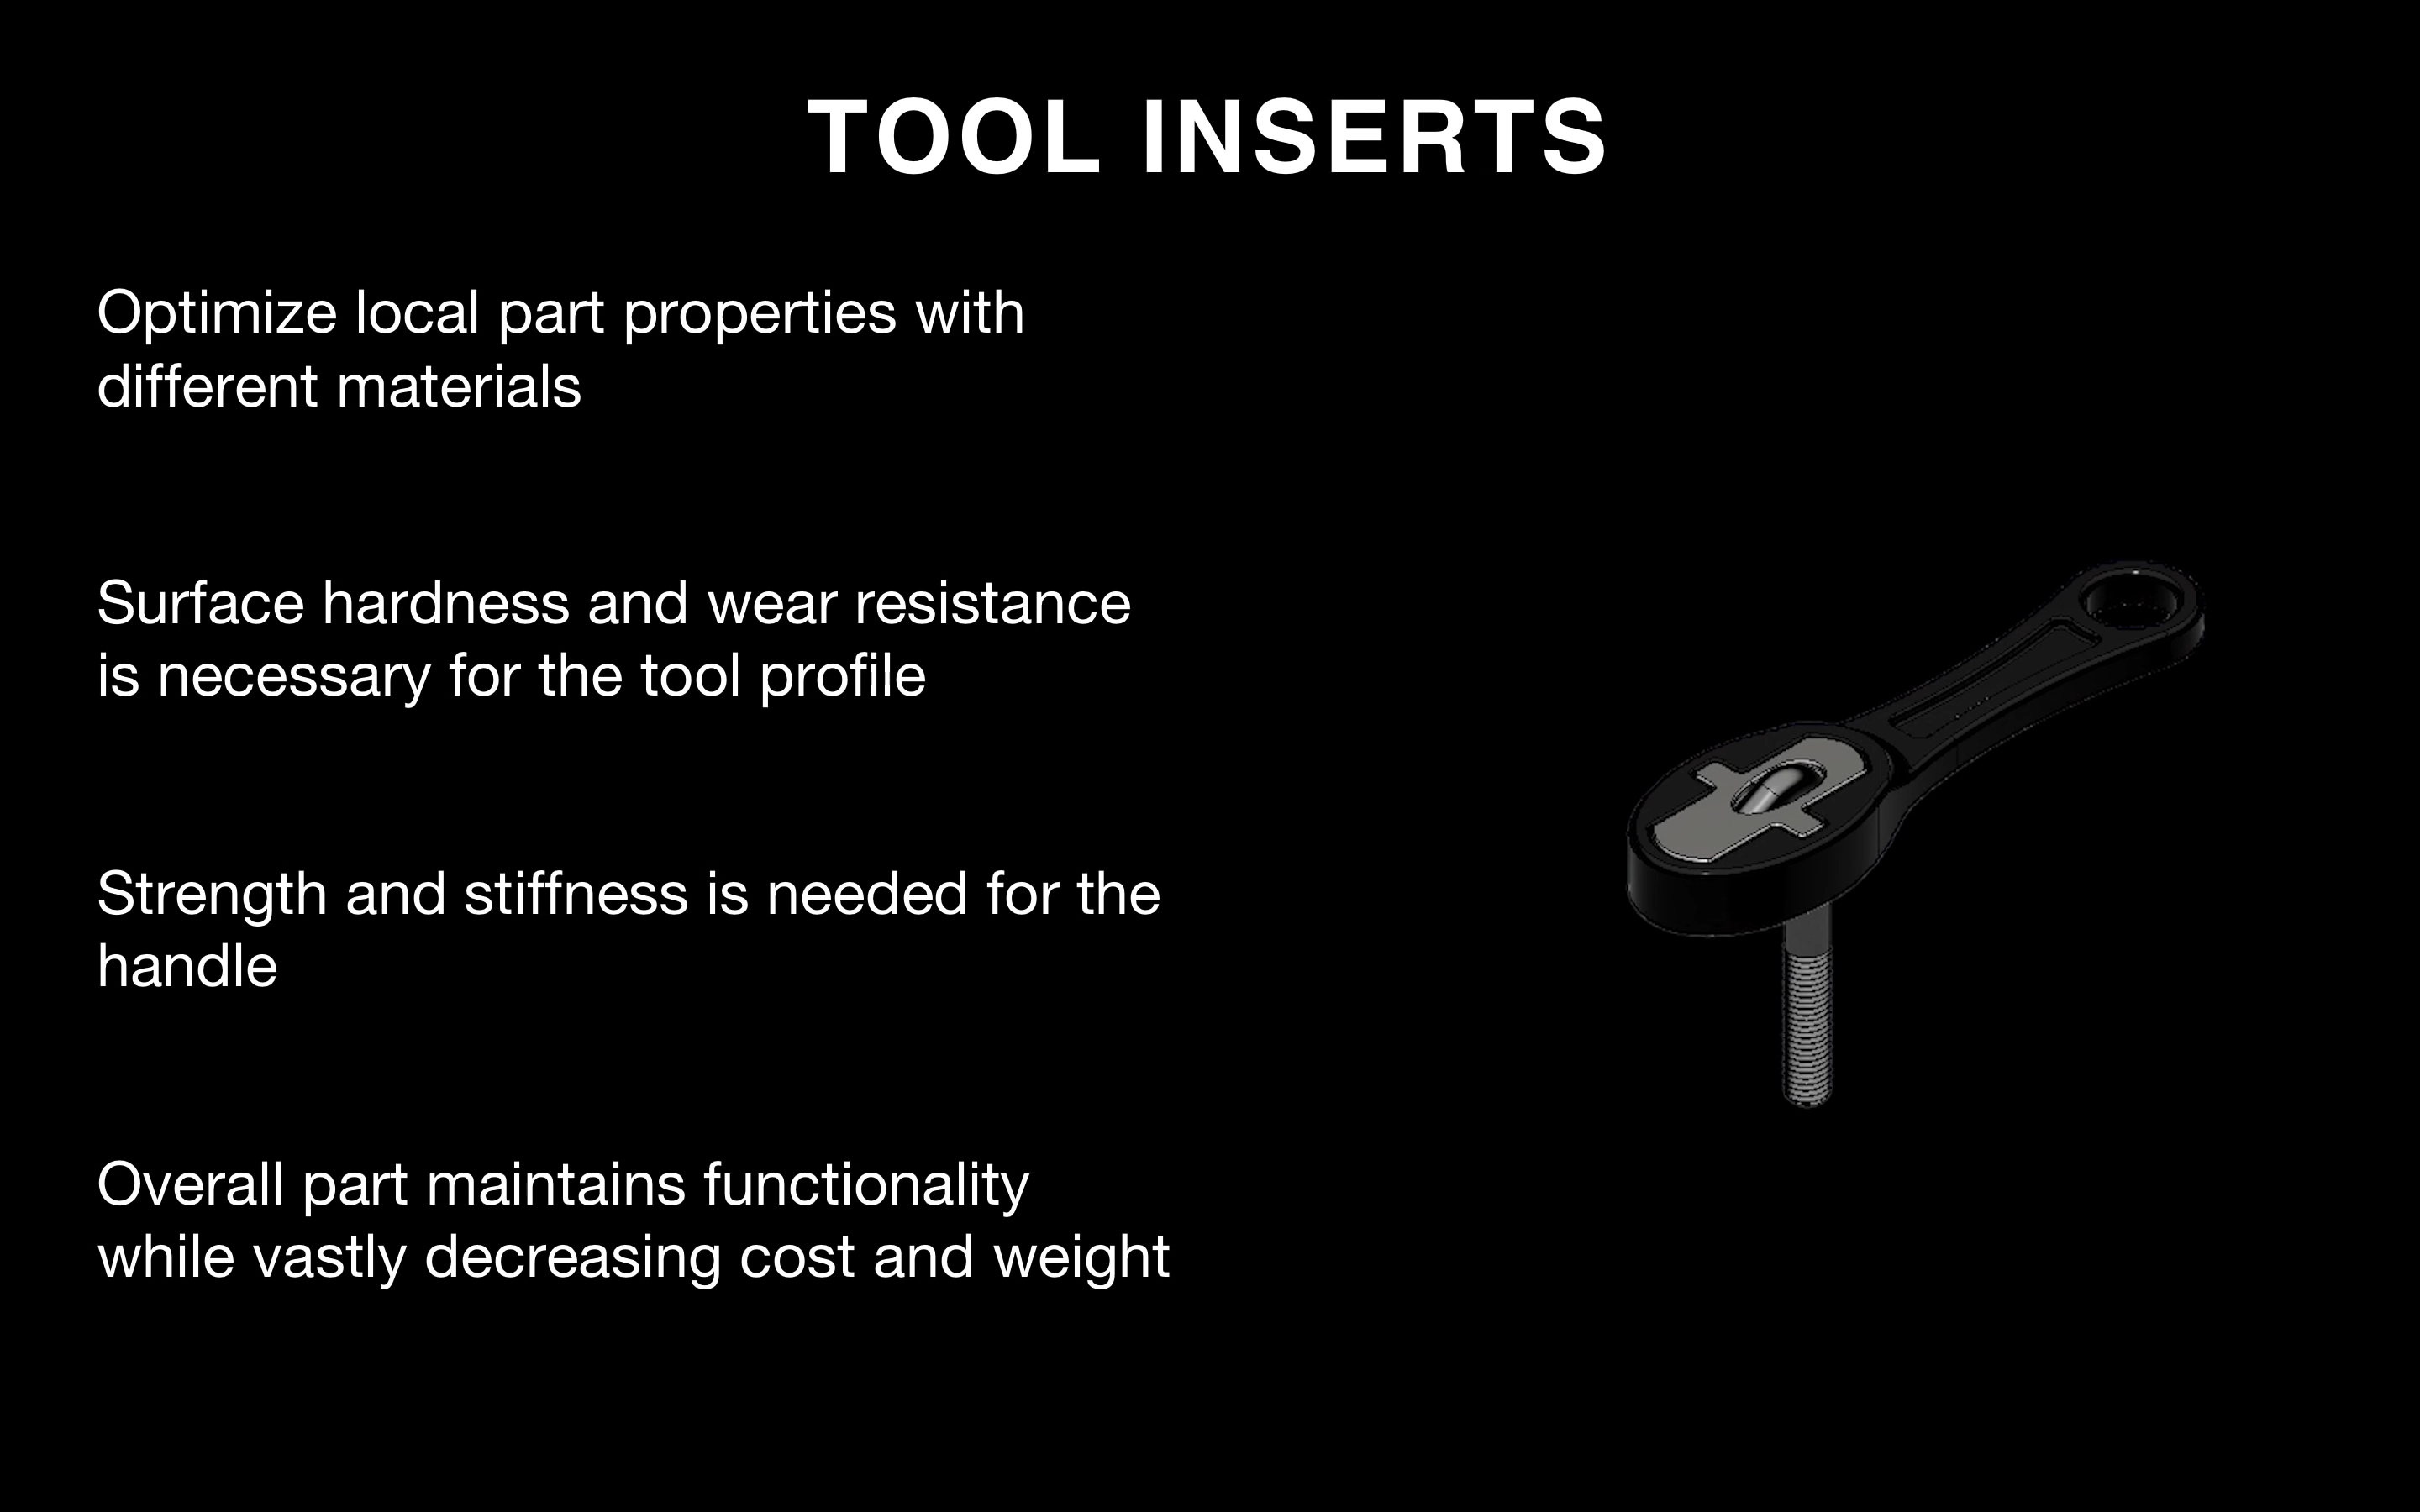 TOOL INSERTS
Optimize local part properties with
different materials
Surface hardness and wear resistance
is necessary for the tool profile
Strength and stiffness is needed for the
handle
Overall part maintains functionality
while vastly decreasing cost and weight